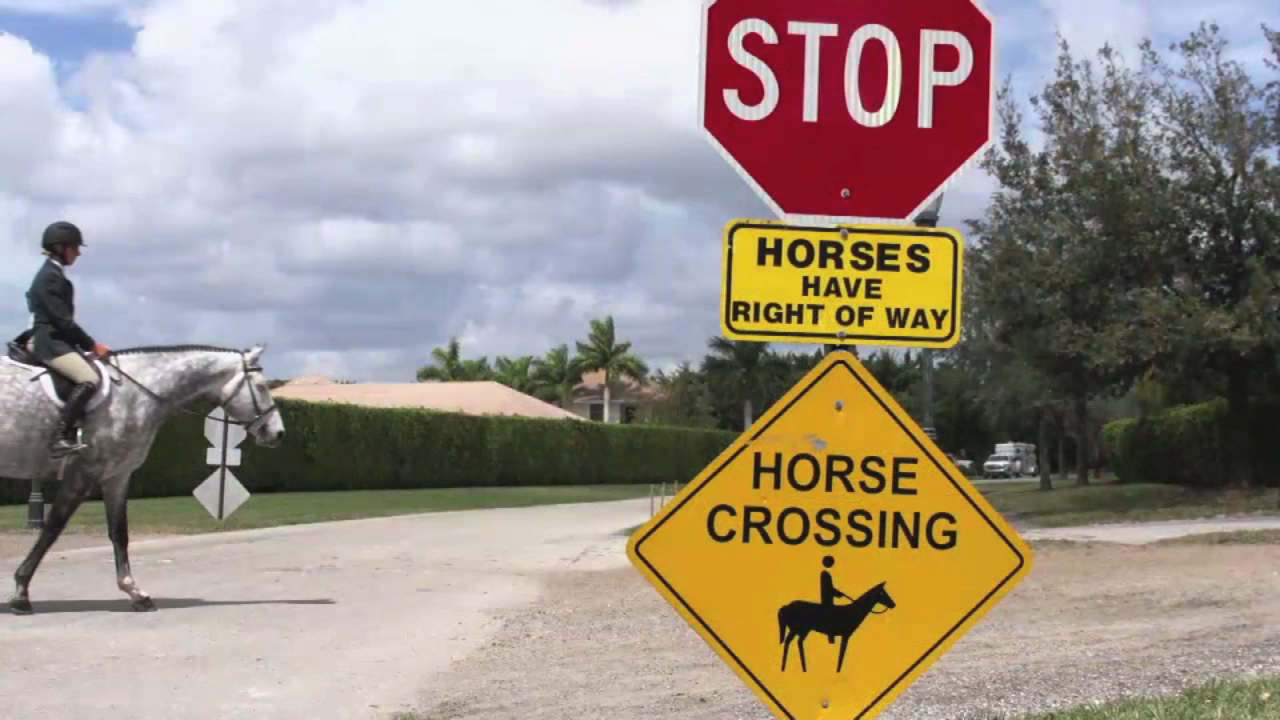 STOP
HORSES
HAVE
RIGHT OF WAY
HORSE
CROSSING